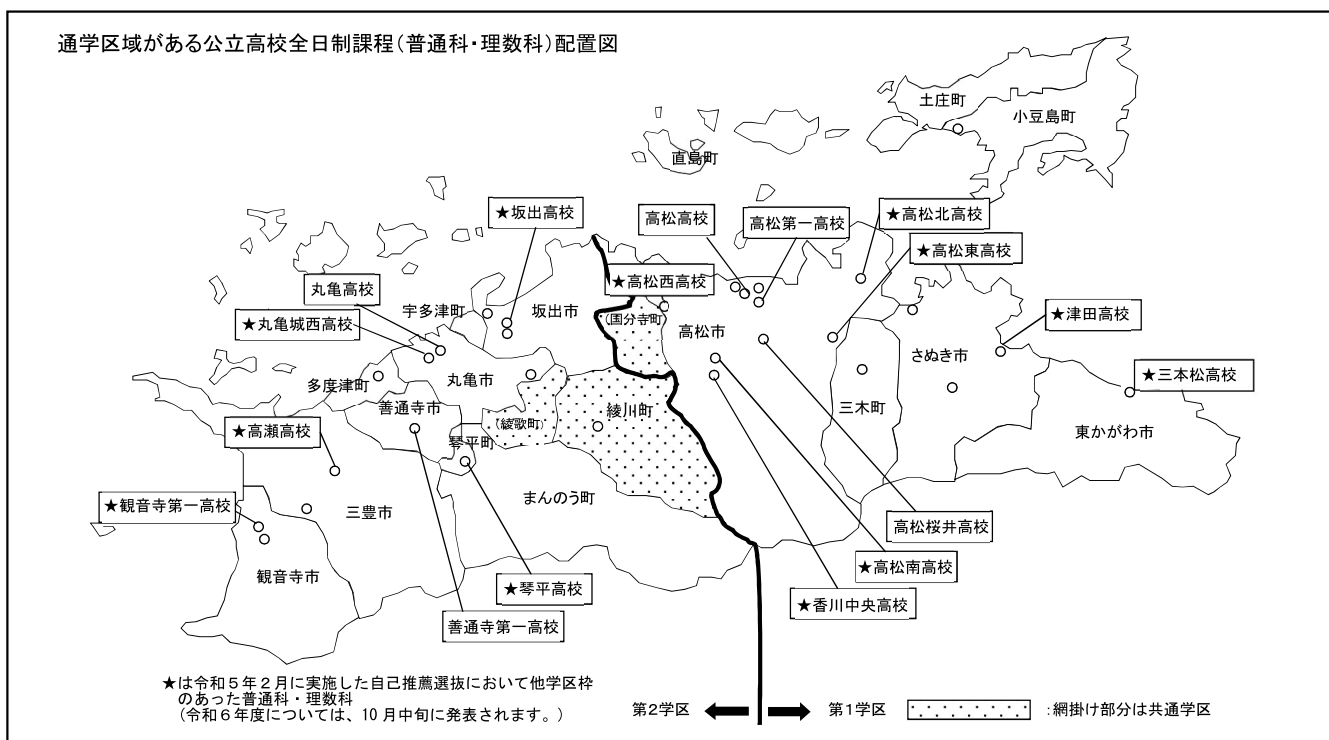 通学区域がある公立高校全日制課程（普通科・理数科）配置図
土庄町
小豆島町
直島町
★坂出高校
高松高校
高松第一高校
★高松北高校
★高松東高校
丸亀高校
★高松西高校
宇多津町
坂出市
★丸亀城西高校
（国分寺町）
高松市
★津田高校
さぬき市
多度津町
丸亀市
★三本松高校
善通寺市
綾川町
三木町
（綾歌町）
★高瀬高校
琴平町
東かがわ市
★観音寺第一高校
三豊市
まんのう町
高松桜井高校
★高松南高校
観音寺市
★琴平高校
★香川中央高校
善通寺第一高校
★は令和５年２月に実施した自己推薦選抜において他学区枠
のあった普通科・理数科
（令和６年度については、10月中旬に発表されます。）
第２学区 第１学区 ：網掛け部分は共通学区